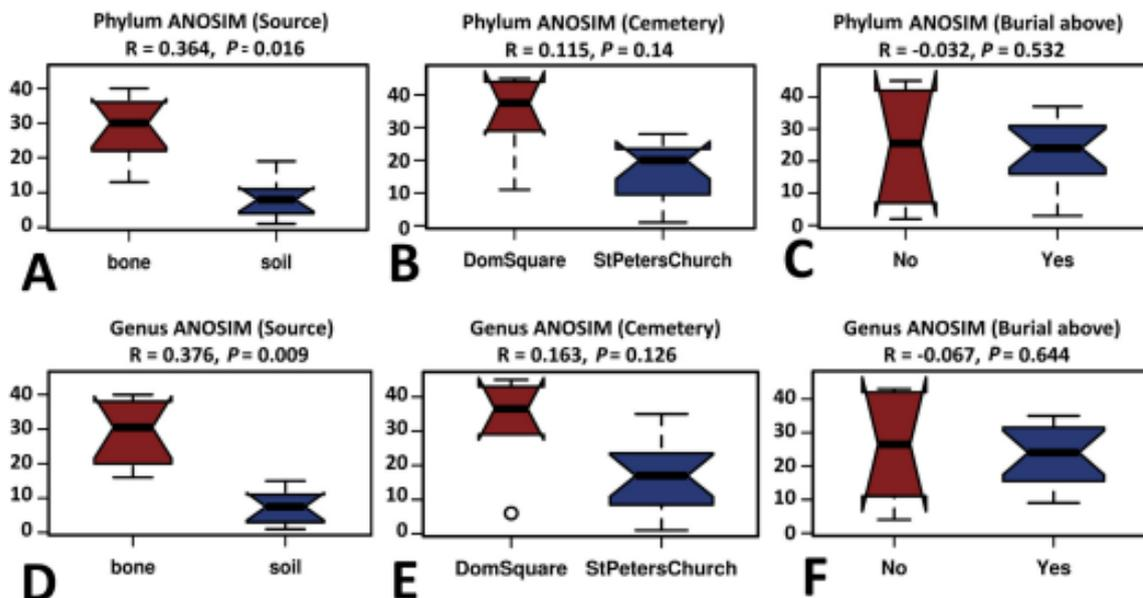 Phylum ANOSIM (Source)
R = 0.364, P = 0.016
40
30
20
10
0
bone soil
A
Phylum ANOSIM (Cemetery)
R = 0.115, P = 0.14
40
30
20
10
0
DomSquare StPetersChurch
B
Phylum ANOSIM (Burial above)
R = -0.032, P = 0.532
40
30
20
10
0
No Yes
C
Genus ANOSIM (Source)
R = 0.376, P = 0.009
40
30
20
10
0
bone soil
D
Genus ANOSIM (Cemetery)
R = 0.163, P = 0.126
40
30
20
10
0
DomSquare StPetersChurch
E
Genus ANOSIM (Burial above)
R = -0.067, P = 0.644
40
30
20
10
0
No Yes
F